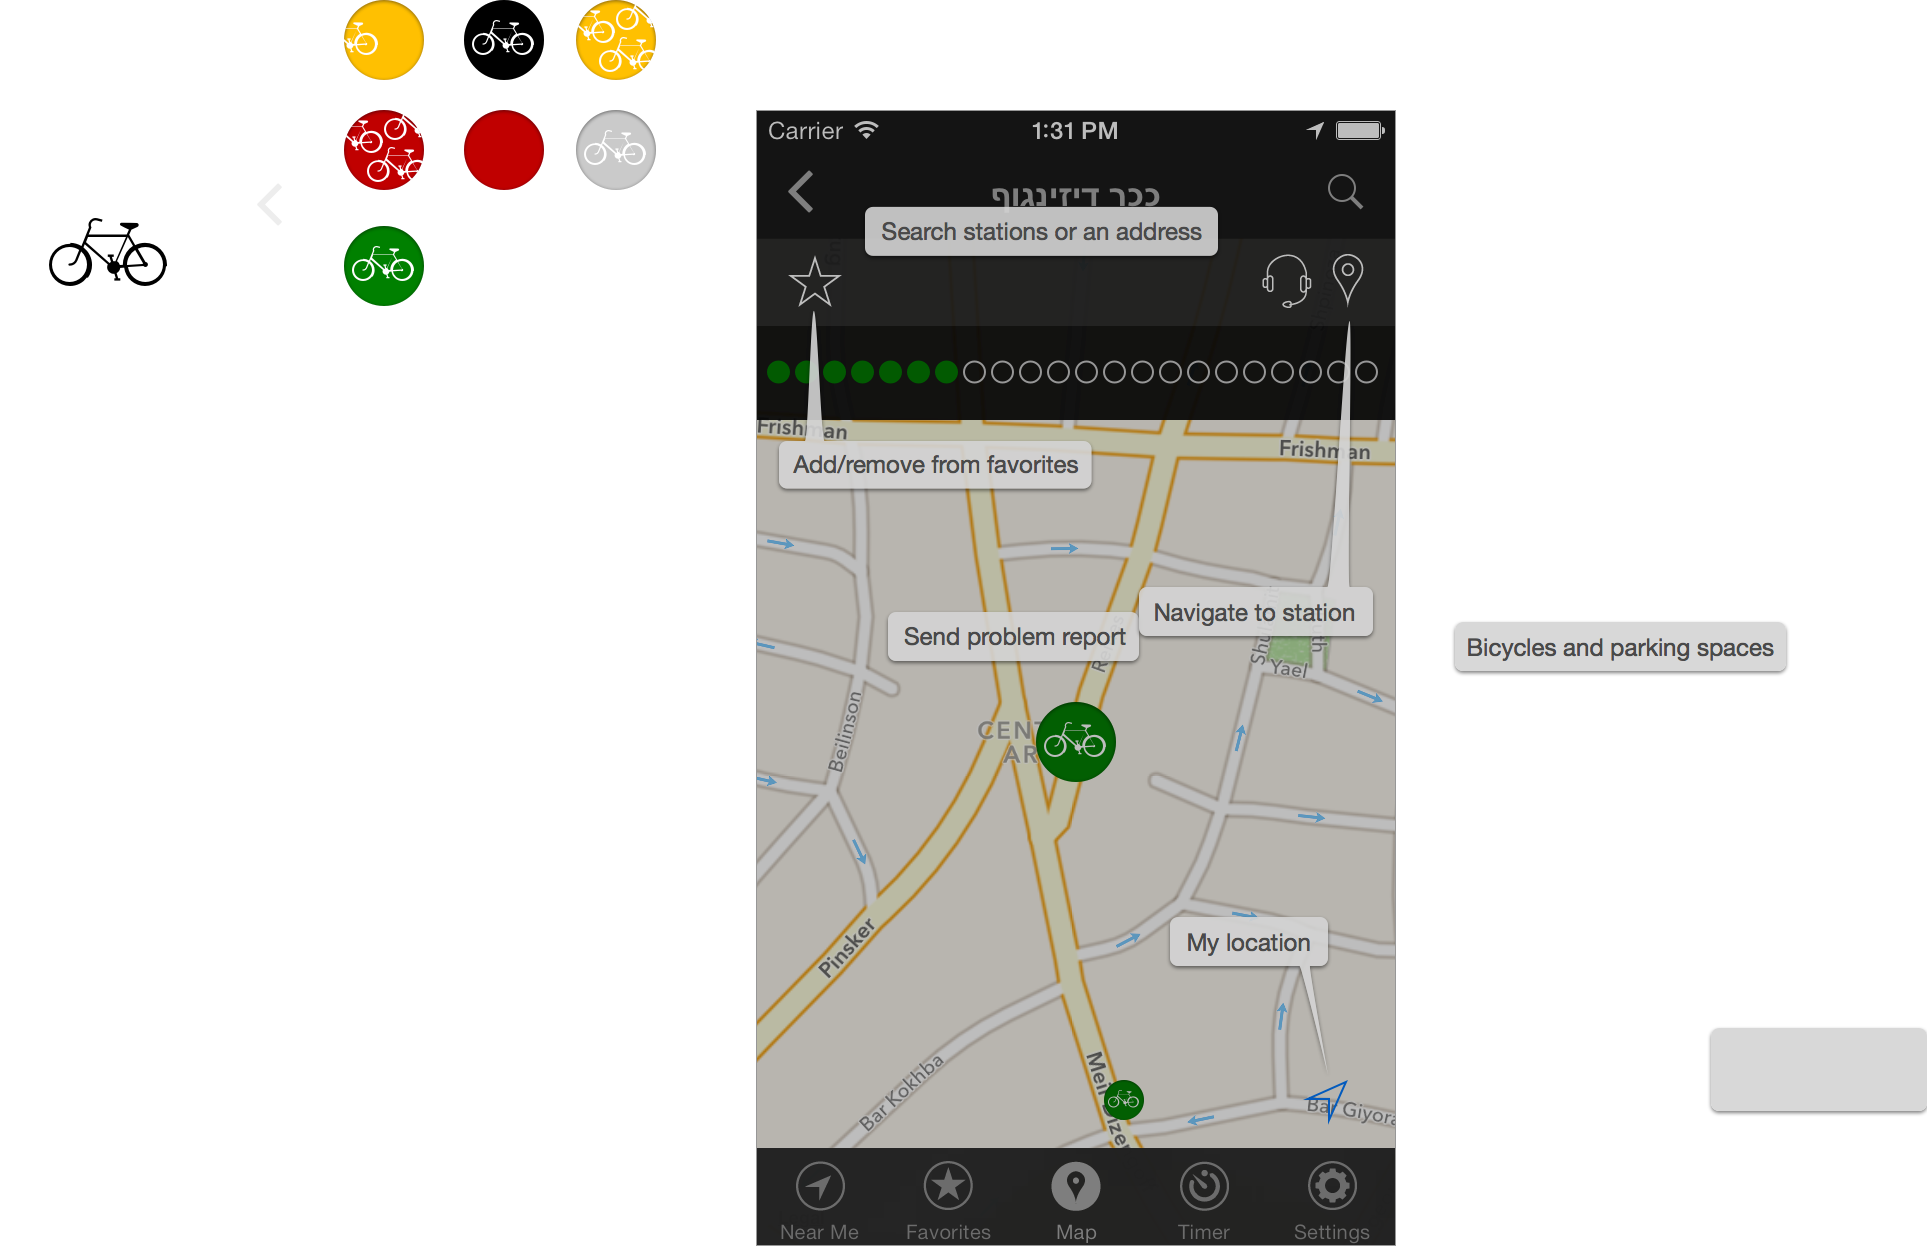 Carrier
1:31 PM
ככר דיזינגוף
Search stations or an address
Frishman
Frishman
Add/remove from favorites
Navigate to station
Send problem report
Bicycles and parking spaces
Yael
Beilinson
CENT
AR
Pinsker
My location
Bar Kokhba
Meir Dizen
Bar Giyora
Near Me
Favorites
Map
Timer
Settings